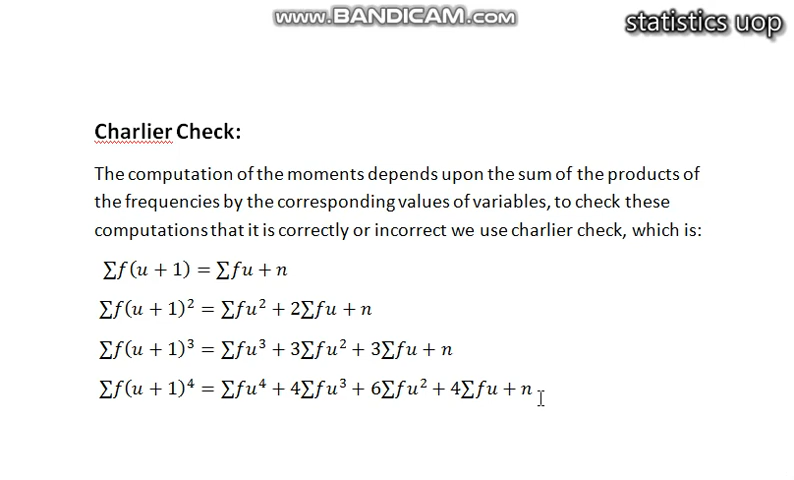 www.BANDICAM.com
statistics uop
Charlier Check:
The computation of the moments depends upon the sum of the products of
the frequencies by the corresponding values of variables, to check these
computations that it is correctly or incorrect we use charlier check, which is:
∑f(u + 1) = ∑fu + n
∑f(u + 1)² = ∑fu² + 2∑fu + n
∑f(u + 1)³ = ∑fu³ + 3∑fu² + 3∑fu + n
∑f(u + 1)⁴ = ∑fu⁴ + 4∑fu³ + 6∑fu² + 4∑fu + n